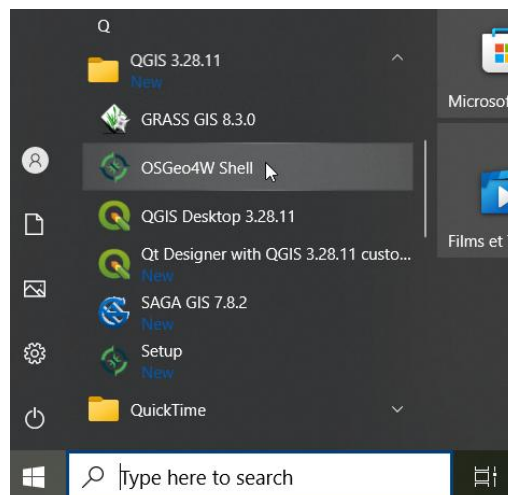 Q
QGIS 3.28.11
New
Microsof
GRASS GIS 8.3.0
OSGeo4W Shell
QGIS Desktop 3.28.11
Films et
Qt Designer with QGIS 3.28.11 custo...
New
SAGA GIS 7.8.2
New
Setup
New
QuickTime
Type here to search